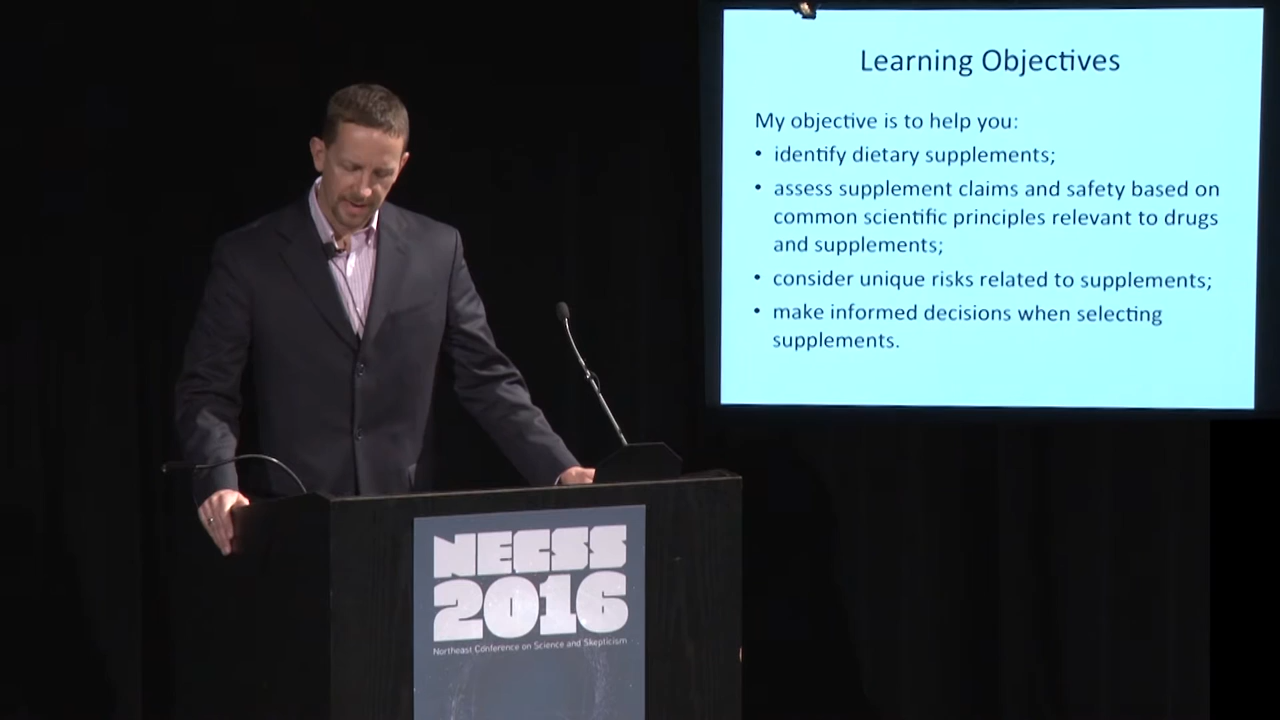 Learning Objectives
My objective is to help you:
• identify dietary supplements;
• assess supplement claims and safety based on
common scientific principles relevant to drugs
and supplements;
• consider unique risks related to supplements;
• make informed decisions when selecting
supplements.
NECSS
2016
Northeast Conference on Science and Skepticism